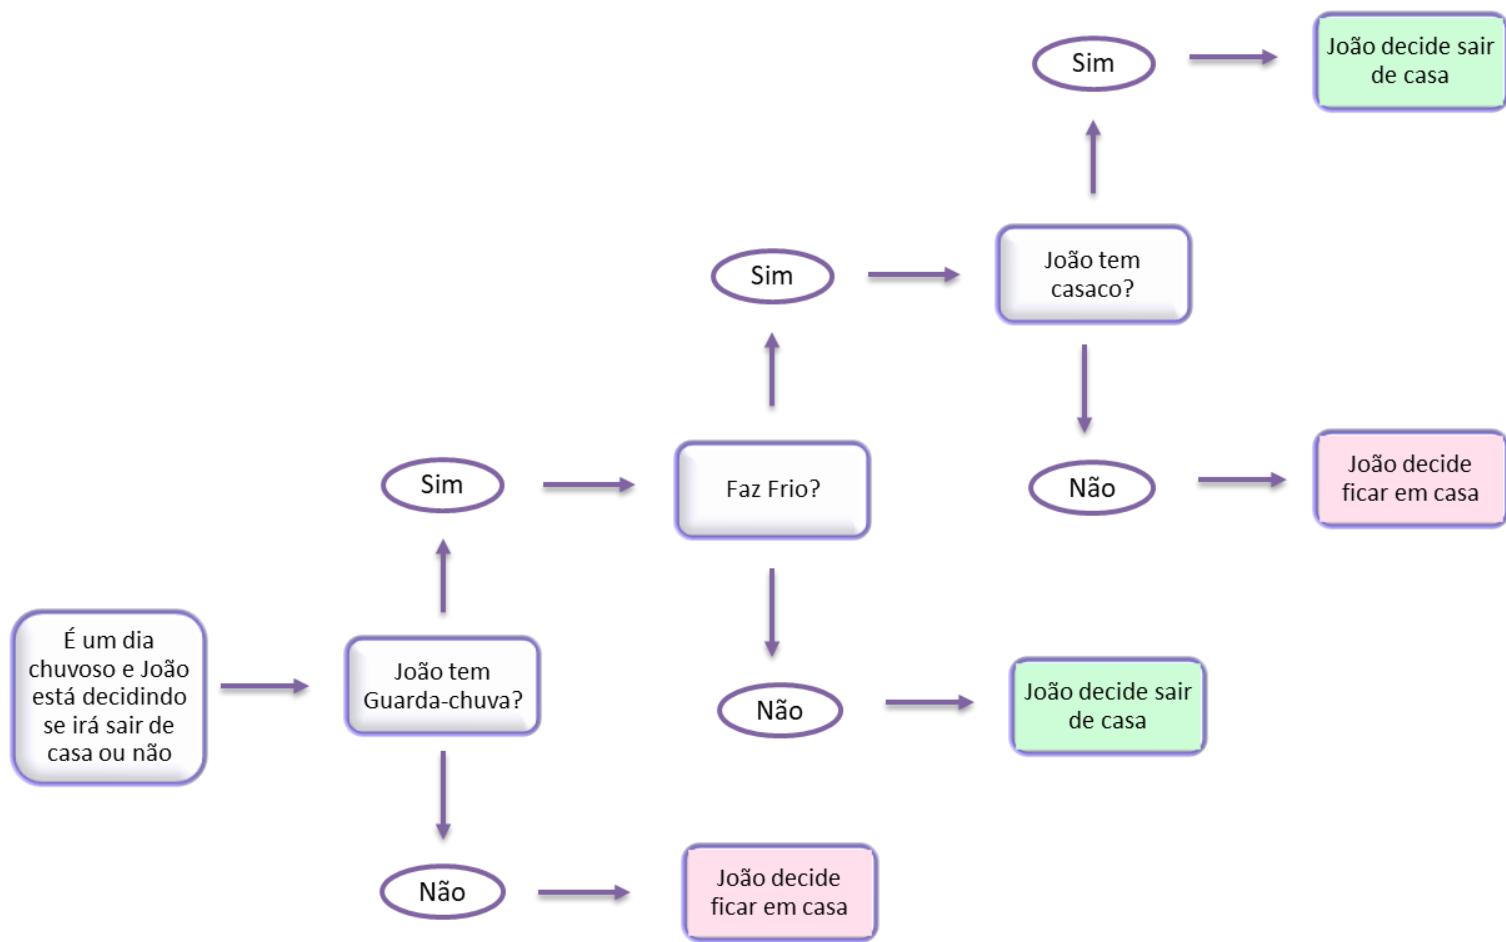 É um dia
chuvoso e João
está decidindo
se irá sair de
casa ou não
João tem
Guarda-chuva?
Sim
Não
João decide
ficar em casa
Faz Frio?
Sim
Não
João decide sair
de casa
João tem
casaco?
Sim
João decide sair
de casa
Não
João decide
ficar em casa